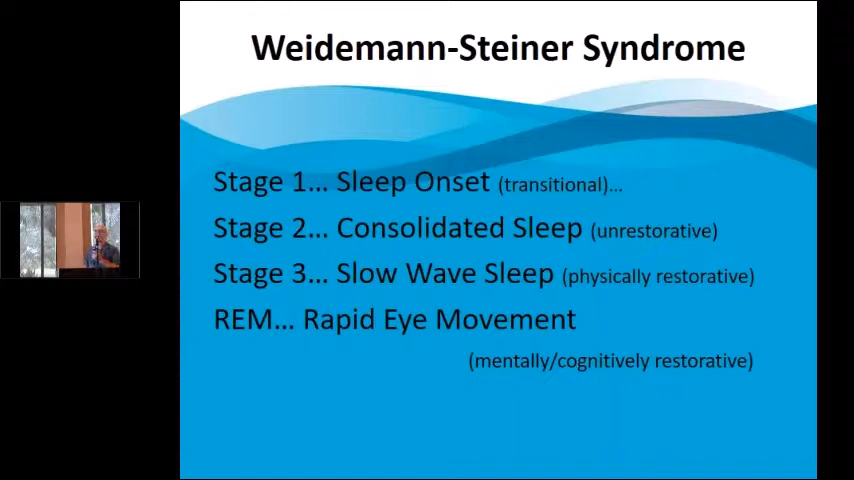 Weidemann-Steiner Syndrome
Stage 1... Sleep Onset (transitional)...
Stage 2... Consolidated Sleep (unrestorative)
Stage 3... Slow Wave Sleep (physically restorative)
REM... Rapid Eye Movement
(mentally/cognitively restorative)